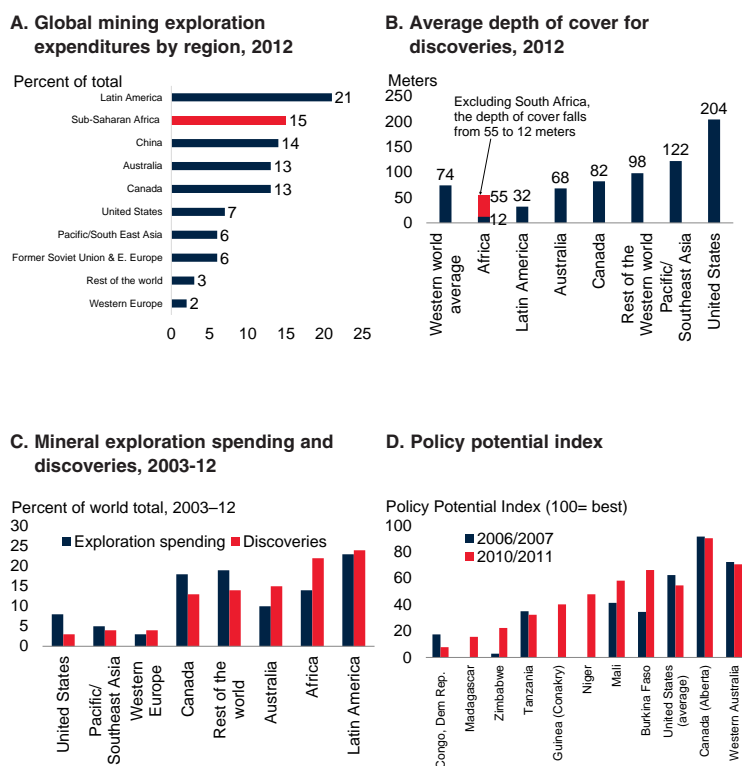 A. Global mining exploration
expenditures by region, 2012
Percent of total
Latin America 21
Sub-Saharan Africa 15
China 14
Australia 13
Canada 13
United States 7
Pacific/South East Asia 6
Former Soviet Union & E. Europe 6
Rest of the world 3
Western Europe 2
0 5 10 15 20 25
B. Average depth of cover for
discoveries, 2012
Meters
250
200
150
100
50
0
Excluding South Africa,
the depth of cover falls
from 55 to 12 meters
74
55
12
32
68
82
98
122
204
Western world
average
Africa
Latin America
Australia
Canada
Rest of the
Western world
Pacific/
Southeast Asia
United States
C. Mineral exploration spending and
discoveries, 2003-12
Percent of world total, 2003–12
30
25
20
15
10
5
0
Exploration spending Discoveries
United States
Pacific/
Southeast Asia
Western
Europe
Canada
Rest of the
world
Australia
Africa
Latin America
D. Policy potential index
Policy Potential Index (100= best)
100
80
60
40
20
0
2006/2007
2010/2011
Congo, Dem Rep.
Madagascar
Zimbabwe
Tanzania
Guinea (Conakry)
Niger
Mali
Burkina Faso
United States
(average)
Canada (Alberta)
Western Australia